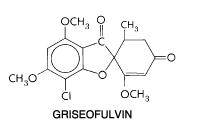 OCH₃ O CH₃
O
CH₃O O OCH₃
Cl
GRISEOFULVIN